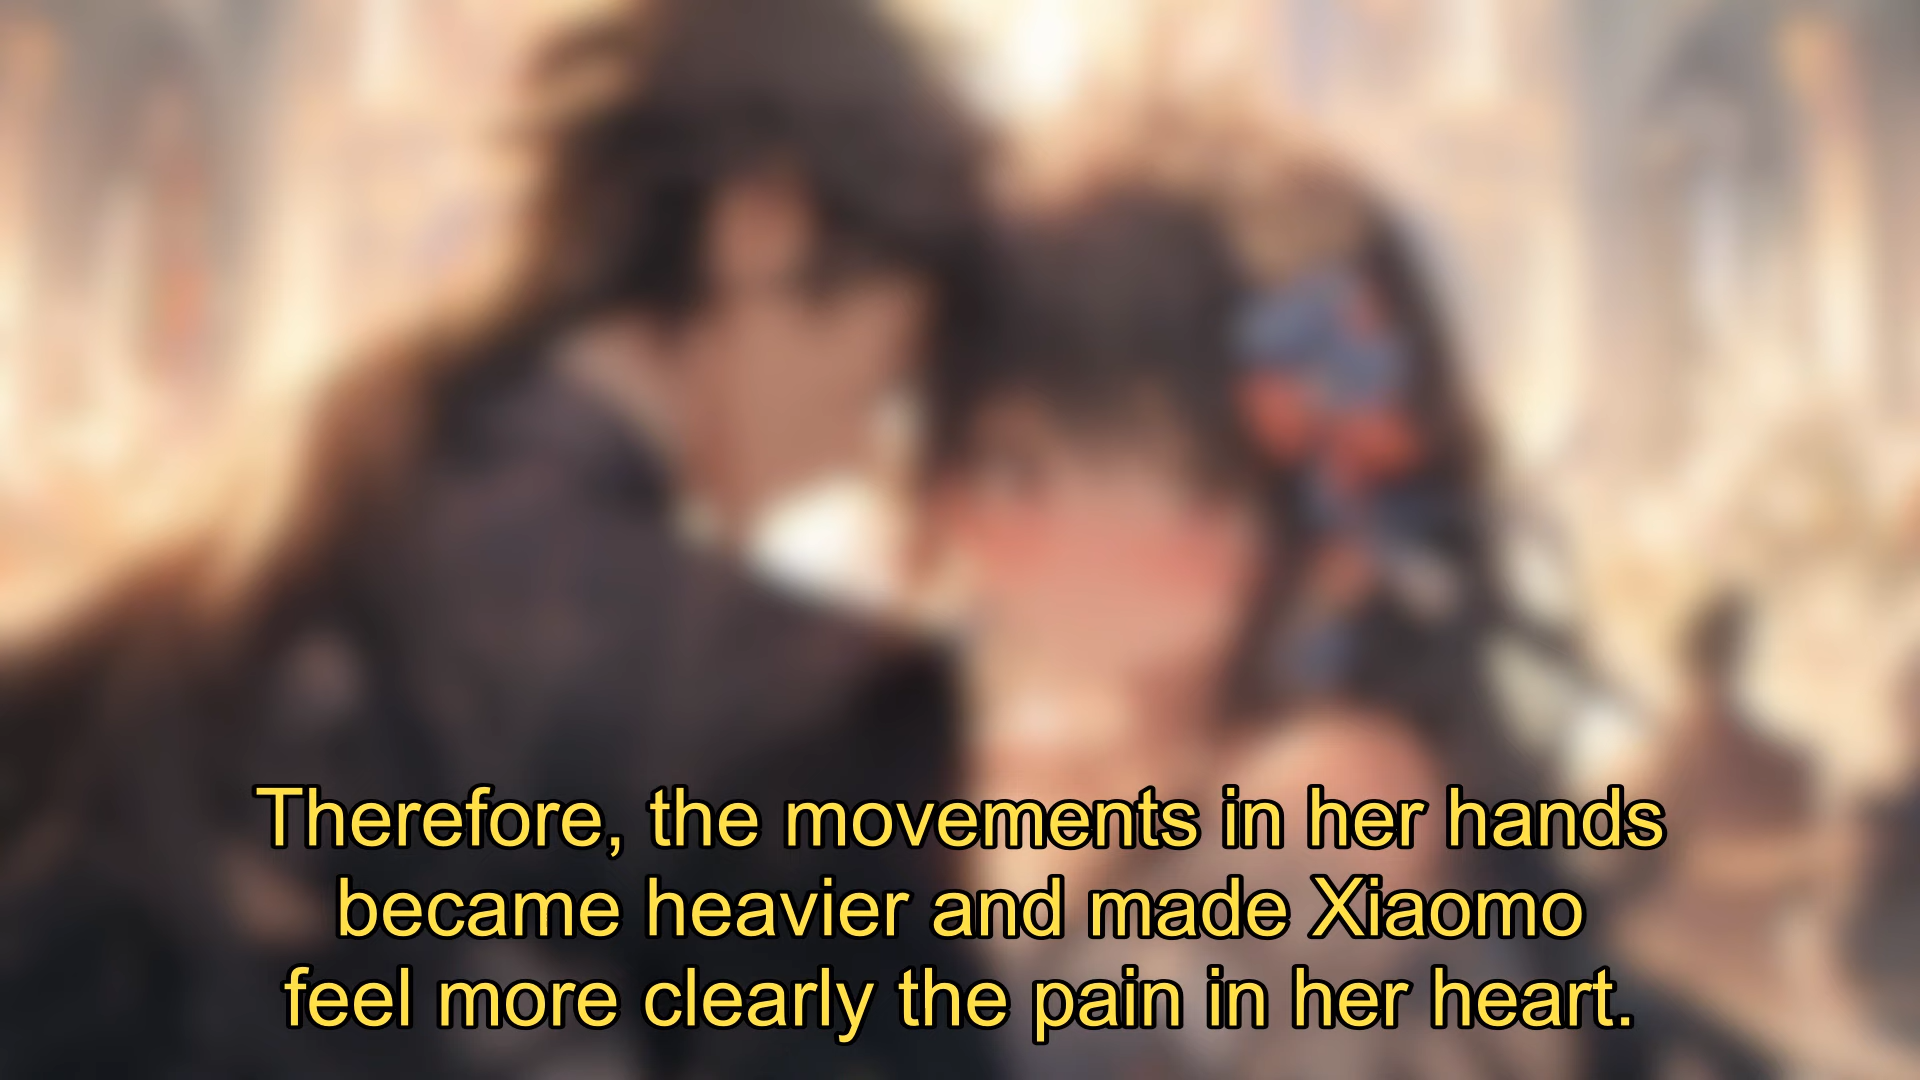 Therefore, the movements in her hands
became heavier and made Xiaomo
feel more clearly the pain in her heart.